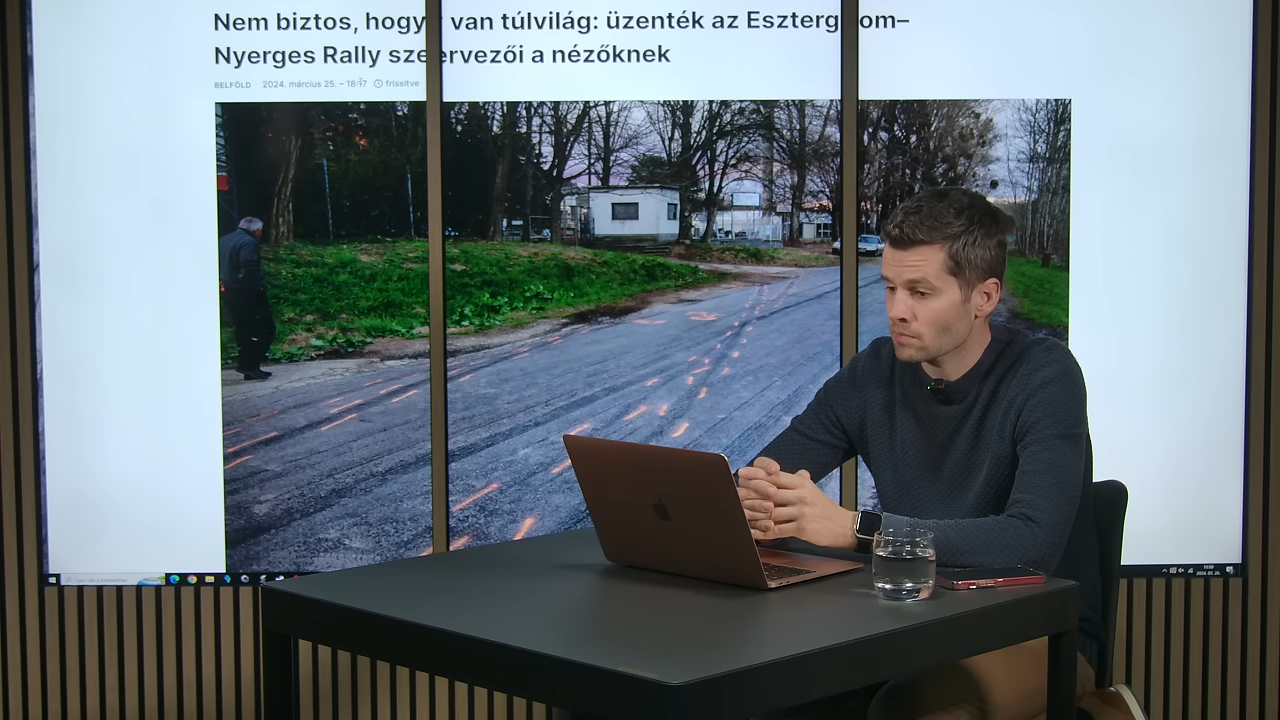 Nem biztos, hogy van túlvilág: üzenték az Esztergom–
Nyerges Rally szervezői a nézőknek
BELFÖLD 2024. március 25. – 18:17 frissítve